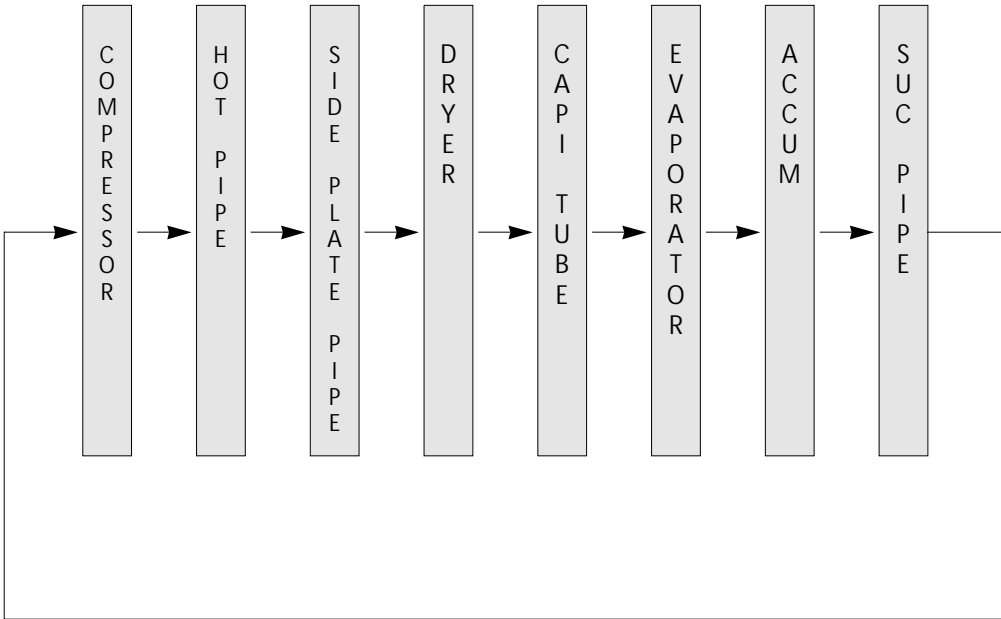 COMPRESSOR
HOT PIPE
SIDE PLATE PIPE
DRYER
CAPI TUBE
EVAPORATOR
ACCUM
SUC PIPE